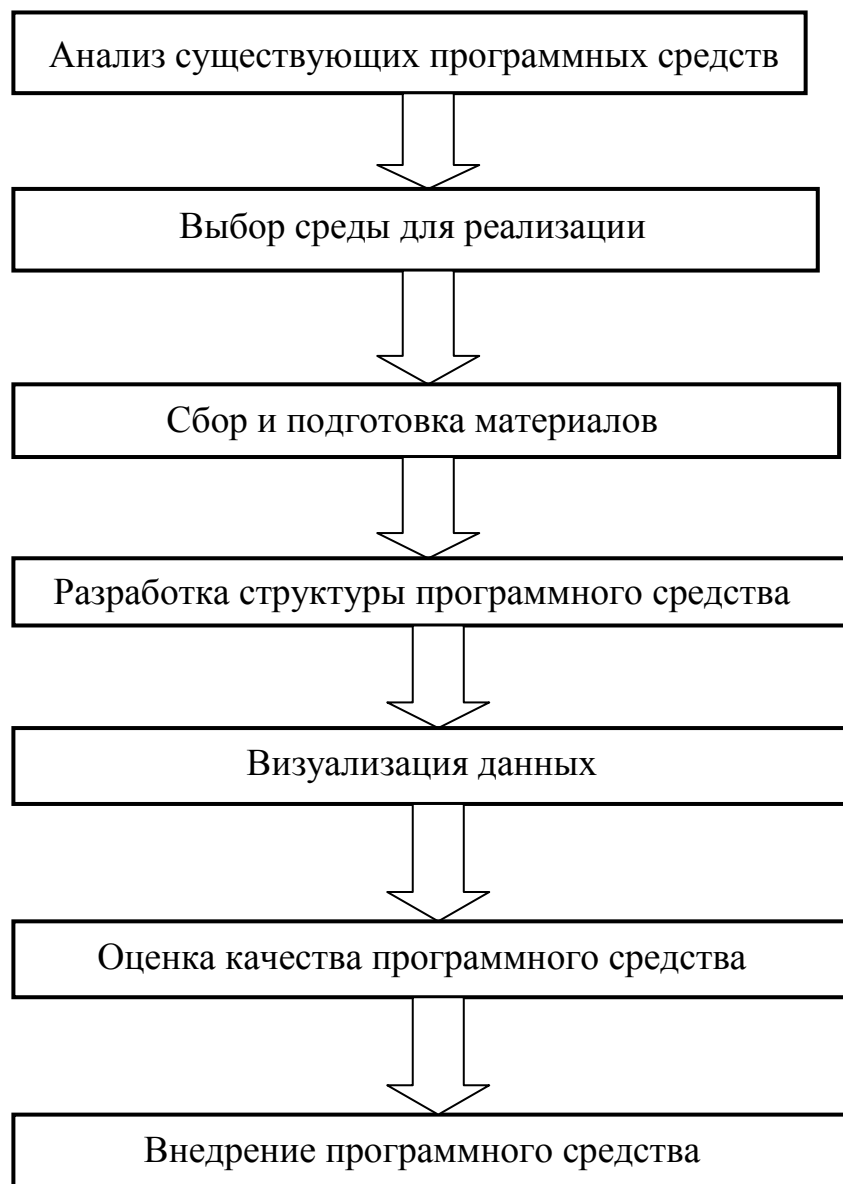 Анализ существующих программных средств
Выбор среды для реализации
Сбор и подготовка материалов
Разработка структуры программного средства
Визуализация данных
Оценка качества программного средства
Внедрение программного средства